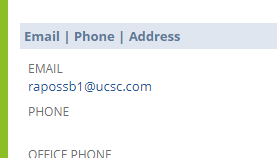 Email | Phone | Address
EMAIL
rapossb1@ucsc.com
PHONE
OFFICE PHONE